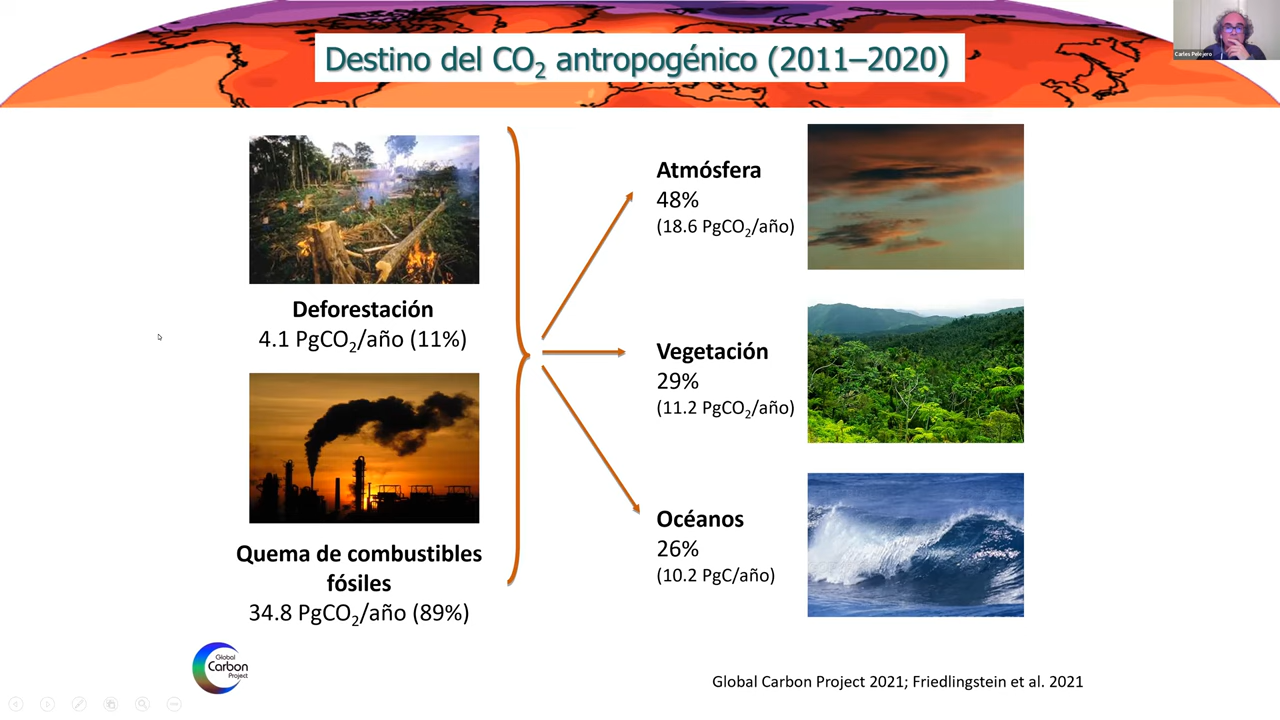 Destino del CO₂ antropogénico (2011–2020)
Carles Pelejero
Deforestación
4.1 PgCO₂/año (11%)
Quema de combustibles
fósiles
34.8 PgCO₂/año (89%)
Atmósfera
48%
(18.6 PgCO₂/año)
Vegetación
29%
(11.2 PgCO₂/año)
Océanos
26%
(10.2 PgC/año)
Global
Carbon
Project
Global Carbon Project 2021; Friedlingstein et al. 2021